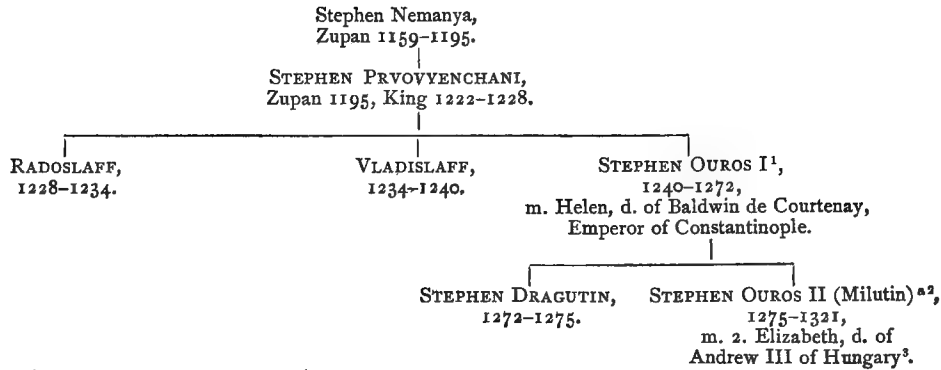 Stephen Nemanya,
Zupan 1159–1195.
STEPHEN PRVOVYENCHANI,
Zupan 1195, King 1222–1228.
RADOSLAFF,
1228–1234.
VLADISLAFF,
1234–1240.
STEPHEN OUROS I¹,
1240–1272,
m. Helen, d. of Baldwin de Courtenay,
Emperor of Constantinople.
STEPHEN DRAGUTIN,
1272–1275.
STEPHEN OUROS II (Milutin) ᵃ²,
1275–1321,
m. 2. Elizabeth, d. of
Andrew III of Hungary³.